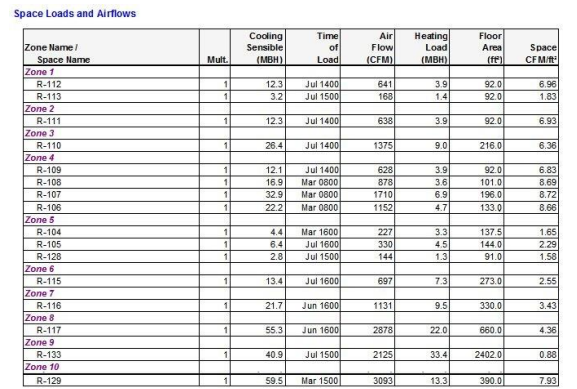 Space Loads and Airflows
Cooling Time Air Heating Floor
Zone Name / Sensible of Flow Load Area Space
Space Name Mult. (MBH) Load (CFM) (MBH) (ft²) CFM/ft²
Zone 1
R-112 1 12.3 Jul 1400 641 3.9 92.0 6.96
R-113 1 3.2 Jul 1500 168 1.4 92.0 1.83
Zone 2
R-111 1 12.3 Jul 1400 638 3.9 92.0 6.93
Zone 3
R-110 1 26.4 Jul 1400 1375 9.0 216.0 6.36
Zone 4
R-109 1 12.1 Jul 1400 628 3.9 92.0 6.83
R-108 1 16.9 Mar 0800 878 3.6 101.0 8.69
R-107 1 32.9 Mar 0800 1710 6.9 196.0 8.72
R-106 1 22.2 Mar 0800 1152 4.7 133.0 8.66
Zone 5
R-104 1 4.4 Mar 1600 227 3.3 137.5 1.65
R-105 1 6.4 Jul 1600 330 4.5 144.0 2.29
R-128 1 2.8 Jul 1500 144 1.3 91.0 1.58
Zone 6
R-115 1 13.4 Jul 1600 697 7.3 273.0 2.55
Zone 7
R-116 1 21.7 Jun 1600 1131 9.5 330.0 3.43
Zone 8
R-117 1 55.3 Jun 1600 2878 22.0 660.0 4.36
Zone 9
R-133 1 40.9 Jul 1500 2125 33.4 2402.0 0.88
Zone 10
R-129 1 59.5 Mar 1500 3093 13.3 390.0 7.93